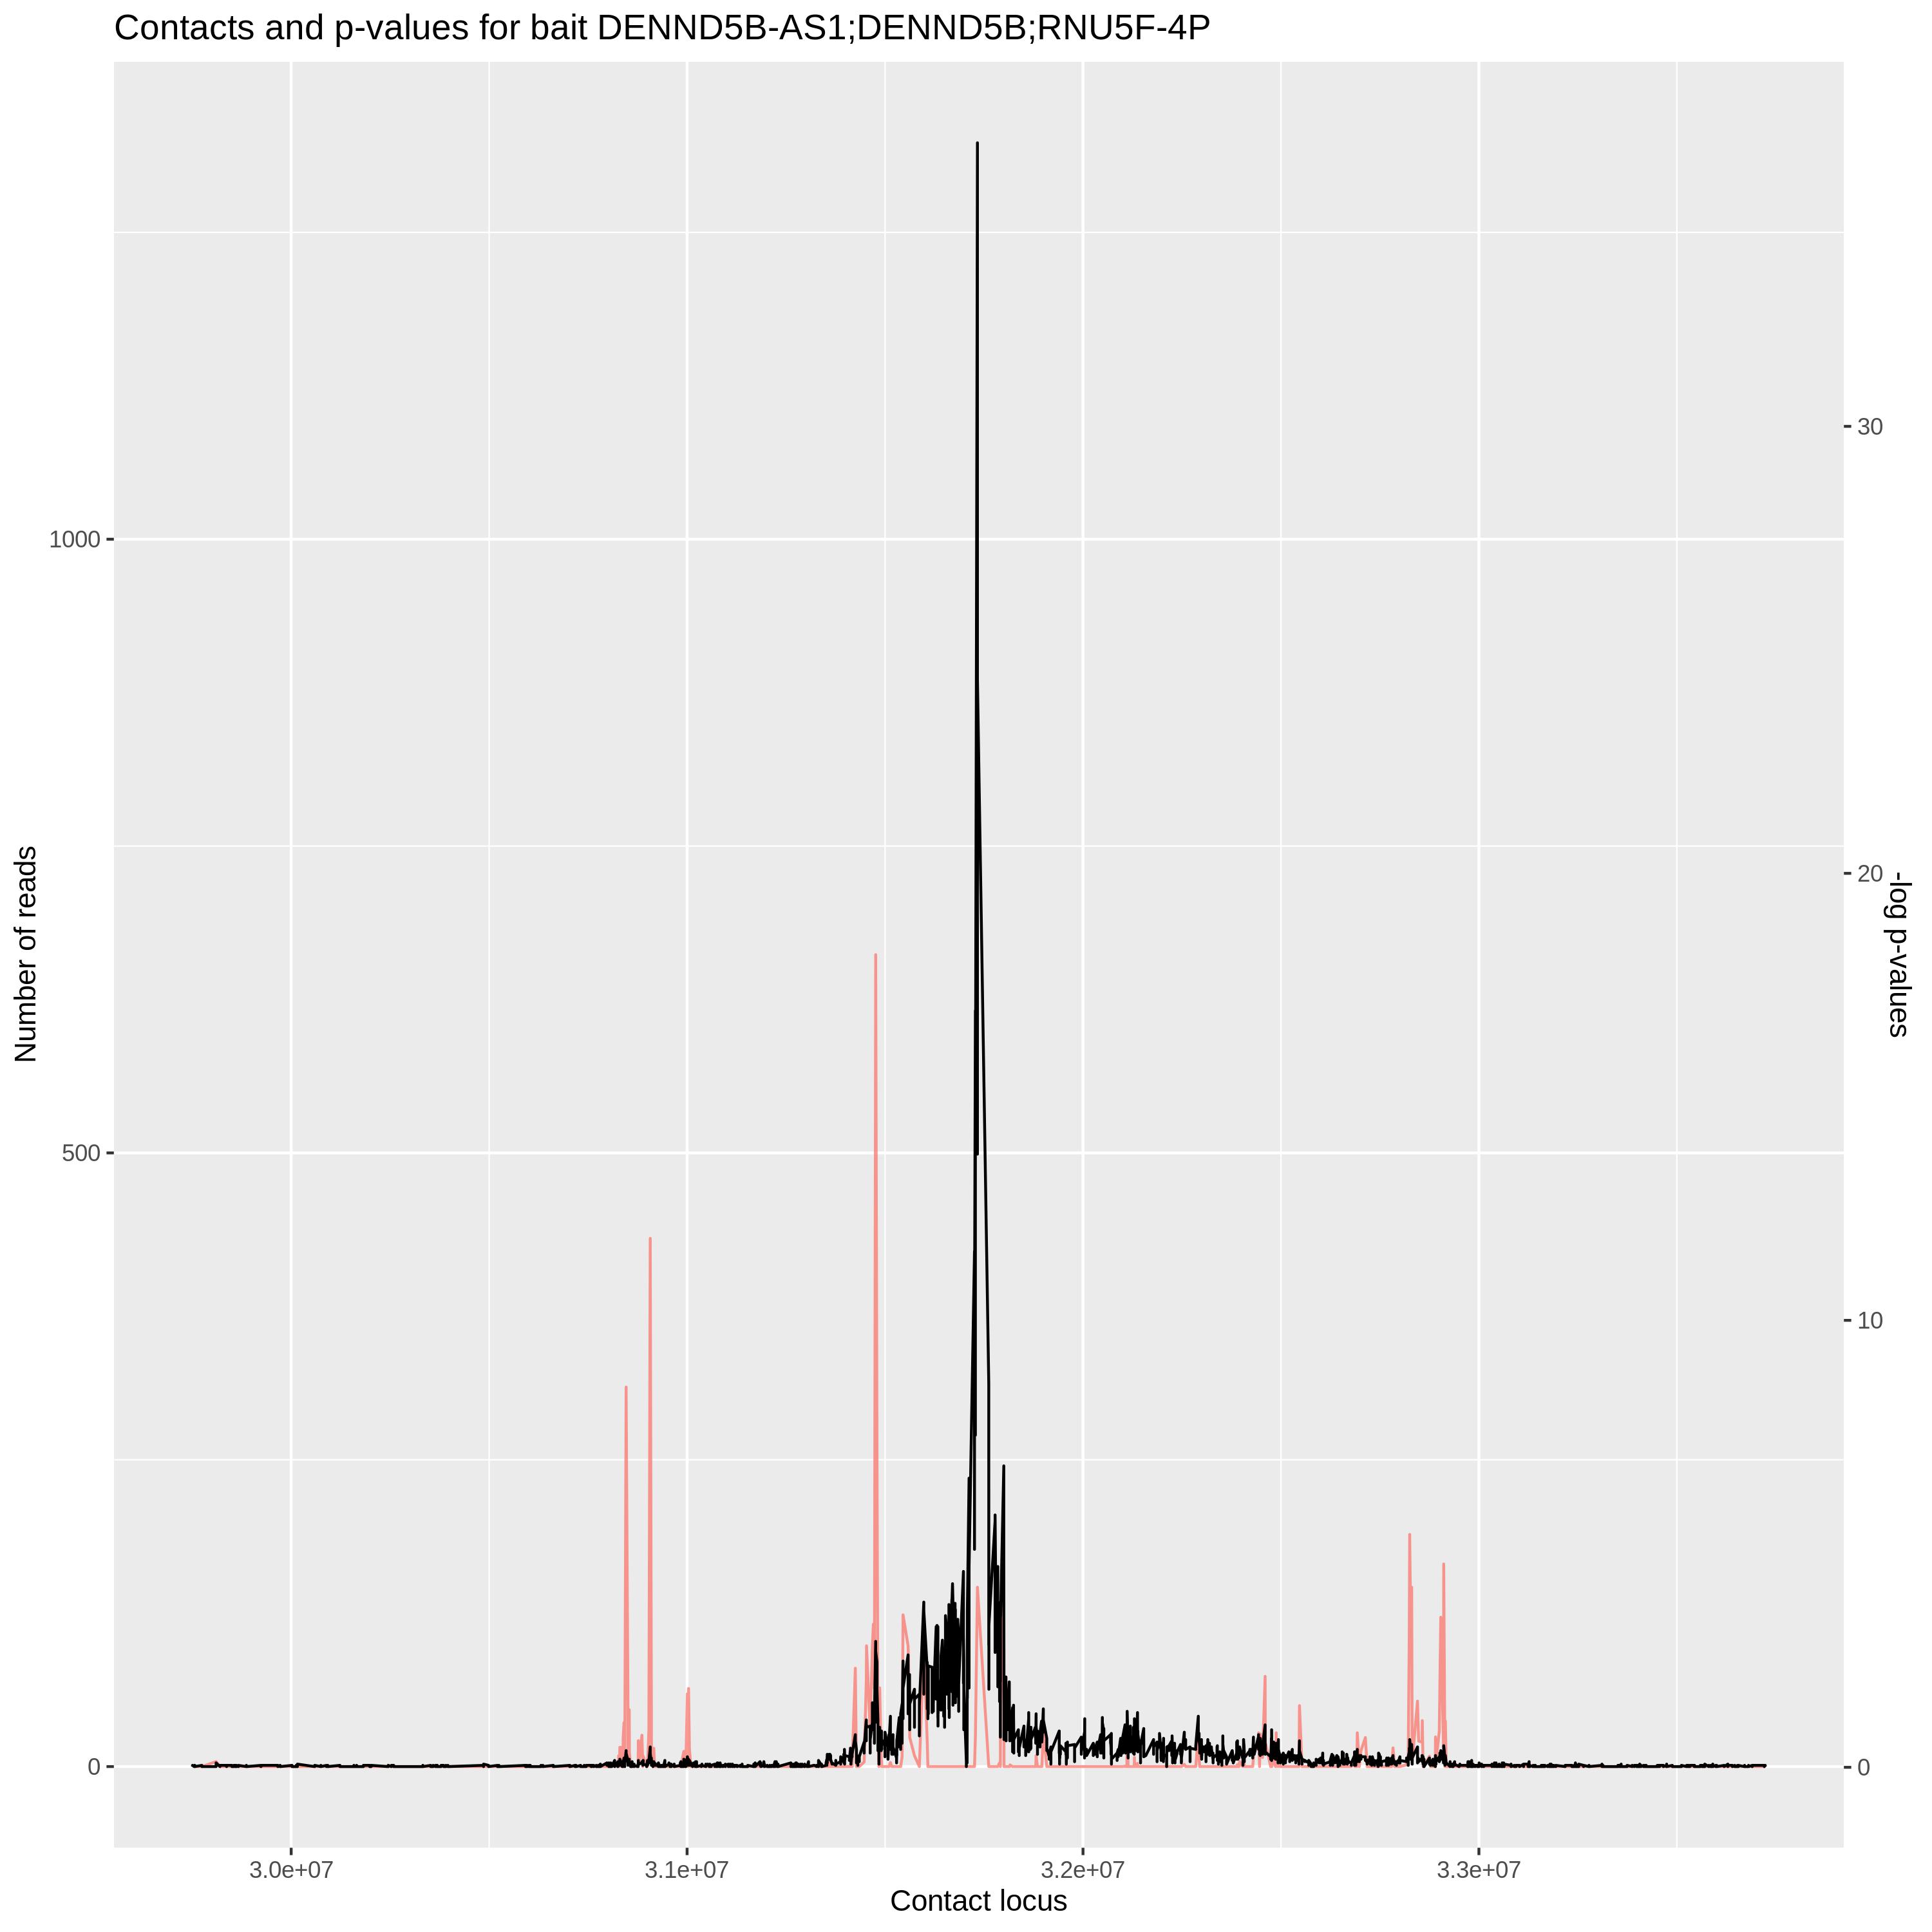 Contacts and p-values for bait DENND5B-AS1;DENND5B;RNU5F-4P
Number of reads
1000
500
0
30
20
10
0
-log p-values
3.0e+07
3.1e+07
3.2e+07
3.3e+07
Contact locus